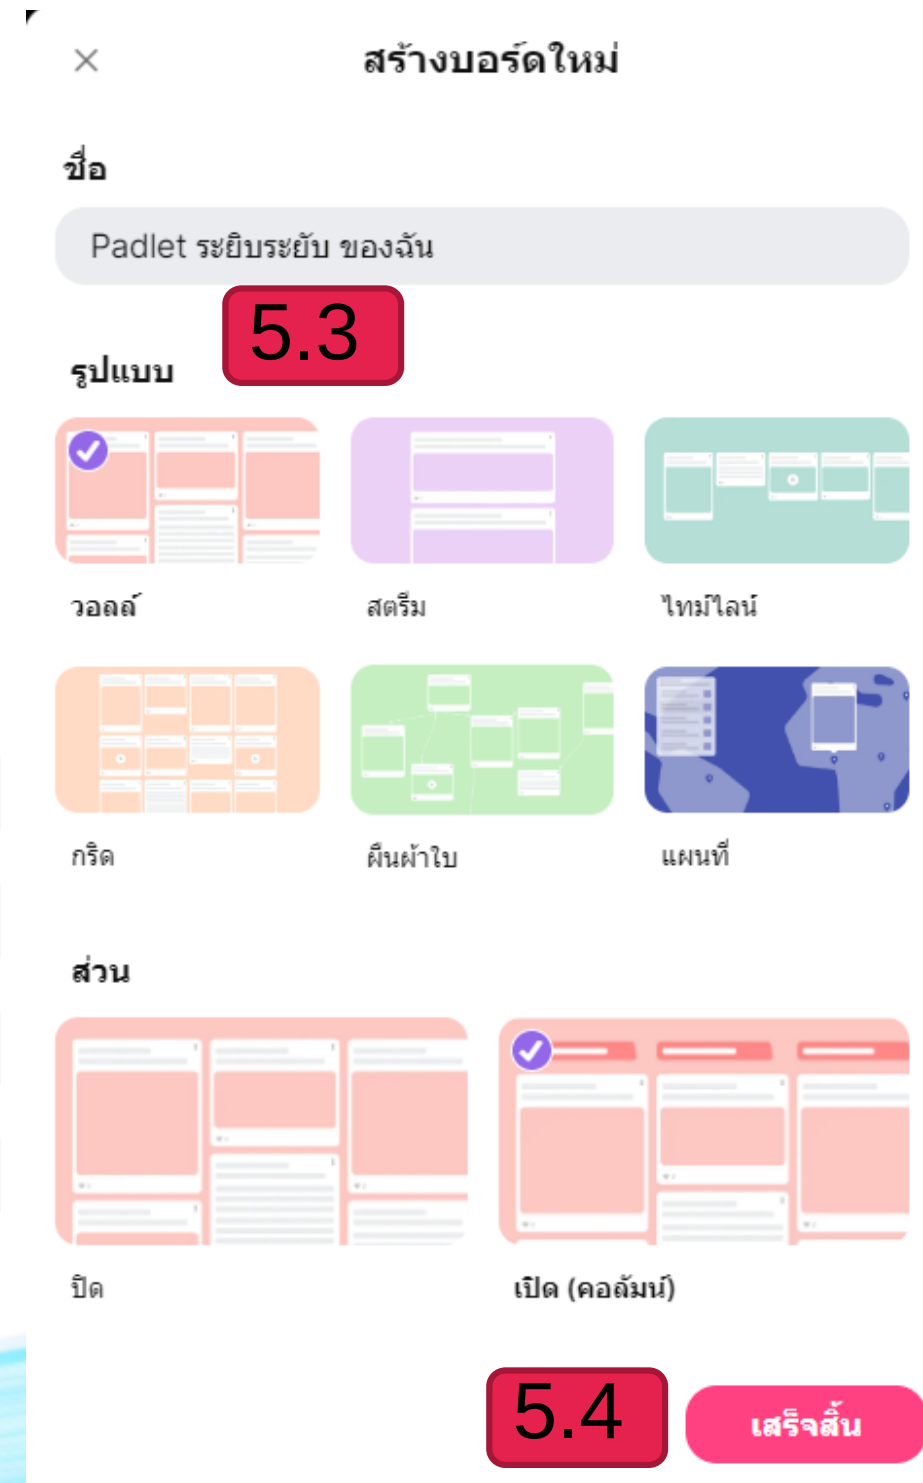 สร้างบอร์ดใหม่
ชื่อ
Padlet ระยิบระยับ ของฉัน
5.3
รูปแบบ
วอลล์ สตรีม ไทม์ไลน์
กริด ผืนผ้าใบ แผนที่
ส่วน
ปิด เปิด (คอลัมน์)
5.4 เสร็จสิ้น